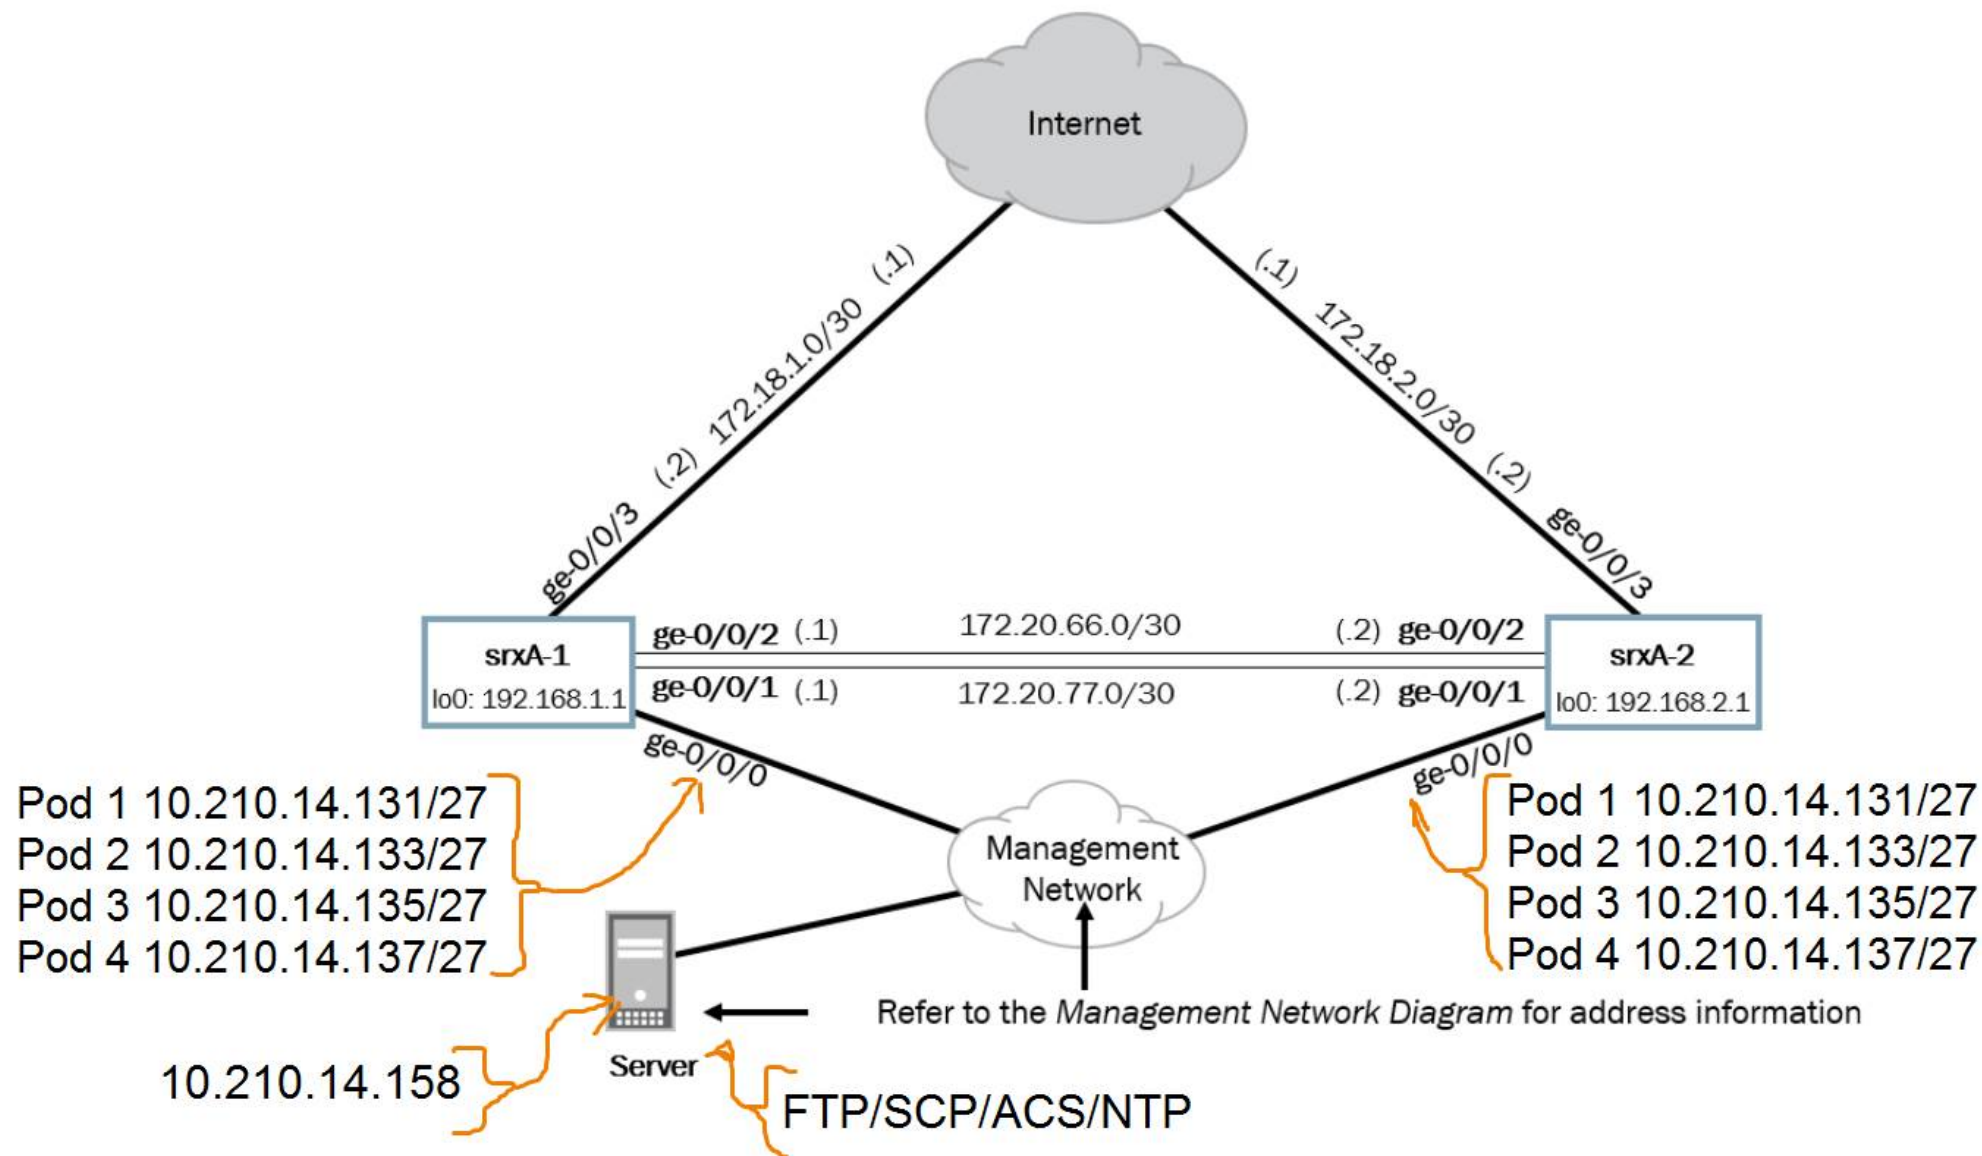 Internet
(.1)
172.18.1.0/30
(.2)
ge-0/0/3
(.1)
172.18.2.0/30
(.2)
ge-0/0/3
srxA-1
lo0: 192.168.1.1
ge-0/0/2 (.1) 172.20.66.0/30 (.2) ge-0/0/2
ge-0/0/1 (.1) 172.20.77.0/30 (.2) ge-0/0/1
srxA-2
lo0: 192.168.2.1
ge-0/0/0
ge-0/0/0
Pod 1 10.210.14.131/27
Pod 2 10.210.14.133/27
Pod 3 10.210.14.135/27
Pod 4 10.210.14.137/27
Management
Network
Pod 1 10.210.14.131/27
Pod 2 10.210.14.133/27
Pod 3 10.210.14.135/27
Pod 4 10.210.14.137/27
Refer to the Management Network Diagram for address information
Server
10.210.14.158
FTP/SCP/ACS/NTP